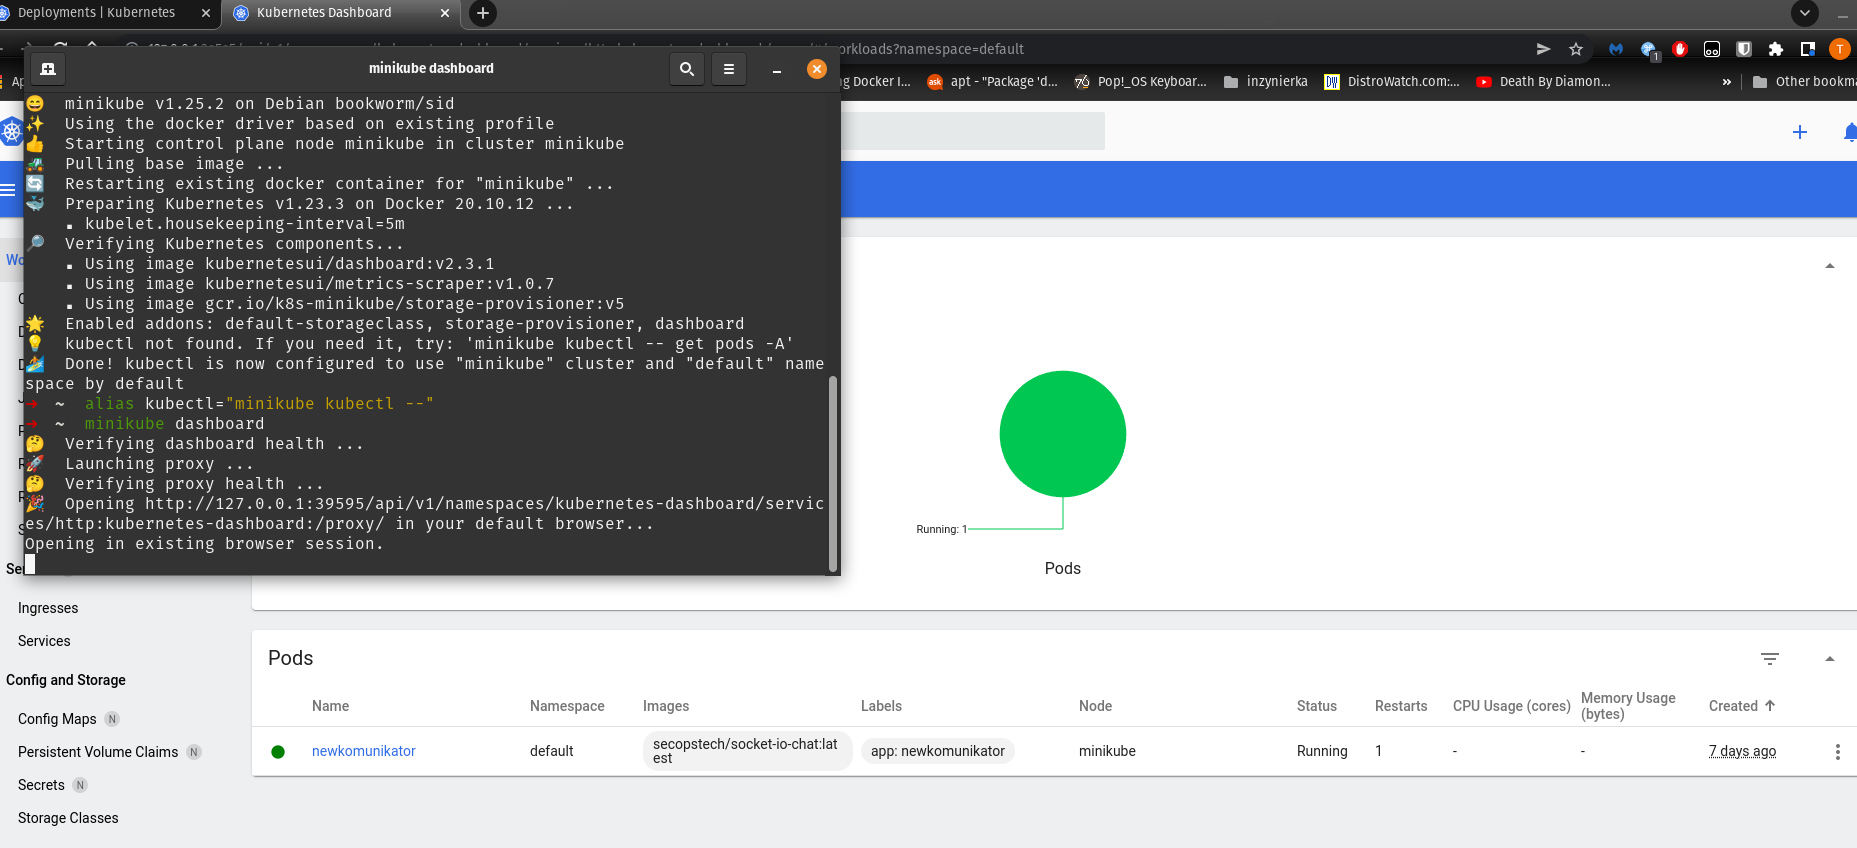 Deployments | Kubernetes
Kubernetes Dashboard
orkloads?namespace=default
1
T
minikube dashboard
g Docker I...
ask
apt - "Package 'd...
Pop!_OS Keyboar...
inzynierka
DW
DistroWatch.com:...
Death By Diamon...
»
Other bookma
minikube v1.25.2 on Debian bookworm/sid
Using the docker driver based on existing profile
Starting control plane node minikube in cluster minikube
Pulling base image ...
Restarting existing docker container for "minikube" ...
Preparing Kubernetes v1.23.3 on Docker 20.10.12 ...
▪ kubelet.housekeeping-interval=5m
Verifying Kubernetes components...
▪ Using image kubernetesui/dashboard:v2.3.1
▪ Using image kubernetesui/metrics-scraper:v1.0.7
▪ Using image gcr.io/k8s-minikube/storage-provisioner:v5
Enabled addons: default-storageclass, storage-provisioner, dashboard
kubectl not found. If you need it, try: 'minikube kubectl -- get pods -A'
Done! kubectl is now configured to use "minikube" cluster and "default" name
space by default
→ ~ alias kubectl="minikube kubectl --"
→ ~ minikube dashboard
Verifying dashboard health ...
Launching proxy ...
Verifying proxy health ...
Opening http://127.0.0.1:39595/api/v1/namespaces/kubernetes-dashboard/servic
es/http:kubernetes-dashboard:/proxy/ in your default browser...
Opening in existing browser session.
Wo
Ser
Ingresses
Services
Config and Storage
Config Maps N
Persistent Volume Claims N
Secrets N
Storage Classes
Running: 1
Pods
Pods
Name Namespace Images Labels Node Status Restarts CPU Usage (cores) Memory Usage (bytes) Created
newkomunikator default secopstech/socket-io-chat:lat
est
app: newkomunikator minikube Running 1 - - 7 days ago